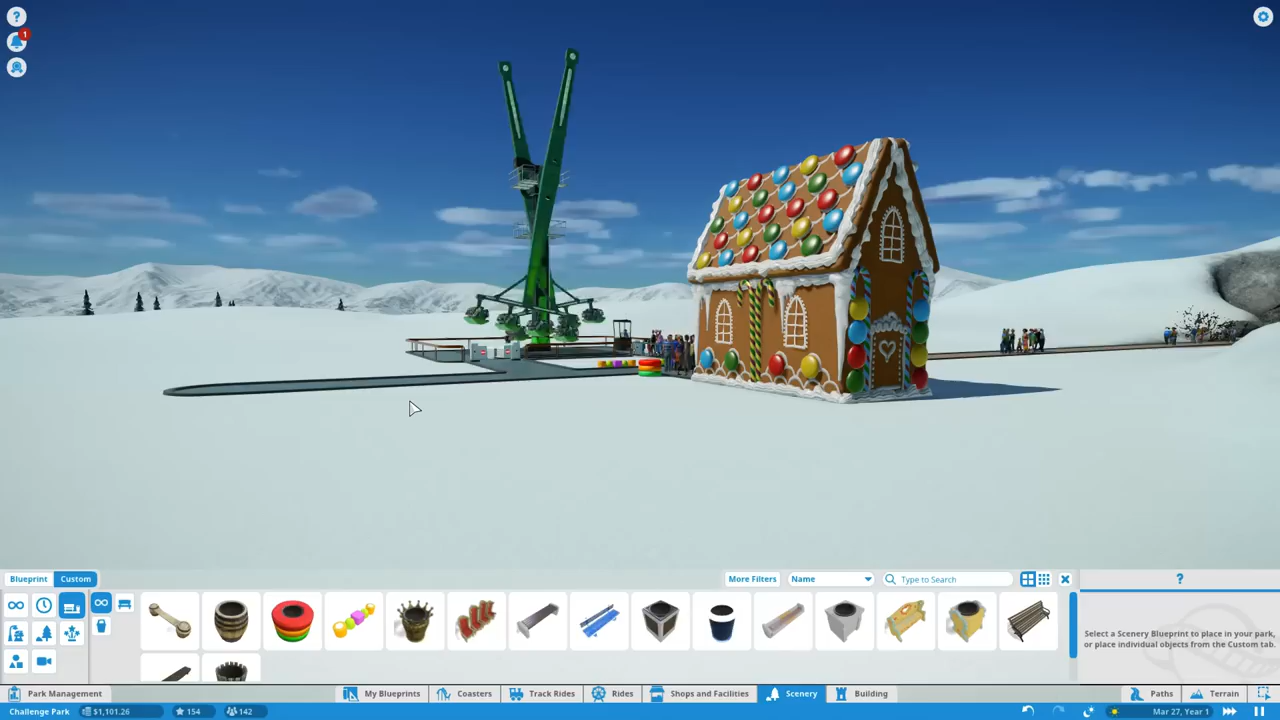 ?
1
Blueprint
Custom
More Filters
Name
Type to Search
?
Select a Scenery Blueprint to place in your park,
or place individual objects from the Custom tab.
Park Management
My Blueprints
Coasters
Track Rides
Rides
Shops and Facilities
Scenery
Building
Paths
Terrain
Challenge Park
$1,101.26
154
142
Mar 27, Year 1